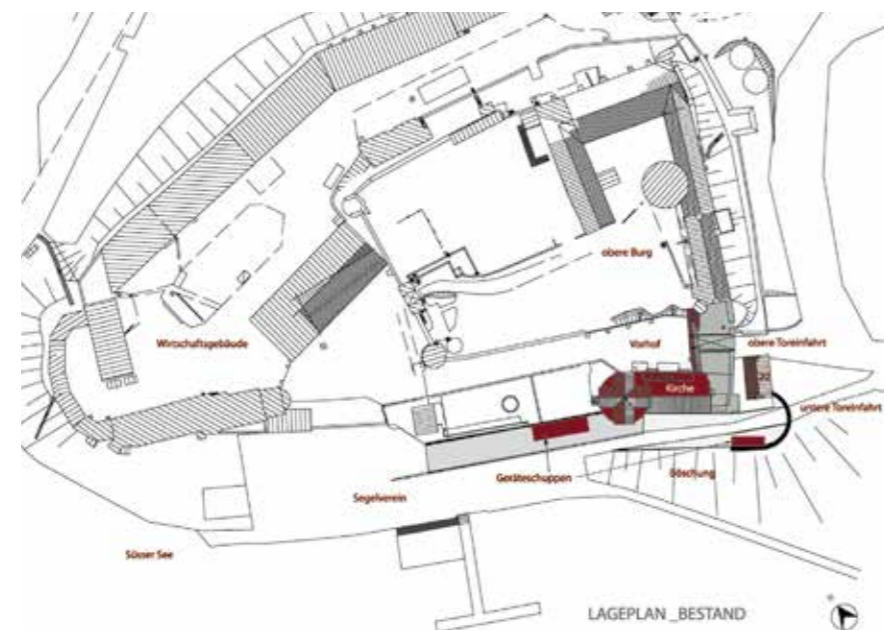 obere Burg
Wirtschaftsgebäude
Vorhof
obere Toreinfahrt
Kirche
untere Toreinfahrt
Geräteschuppen
Böschung
Segelverein
Süsser See
LAGEPLAN _BESTAND